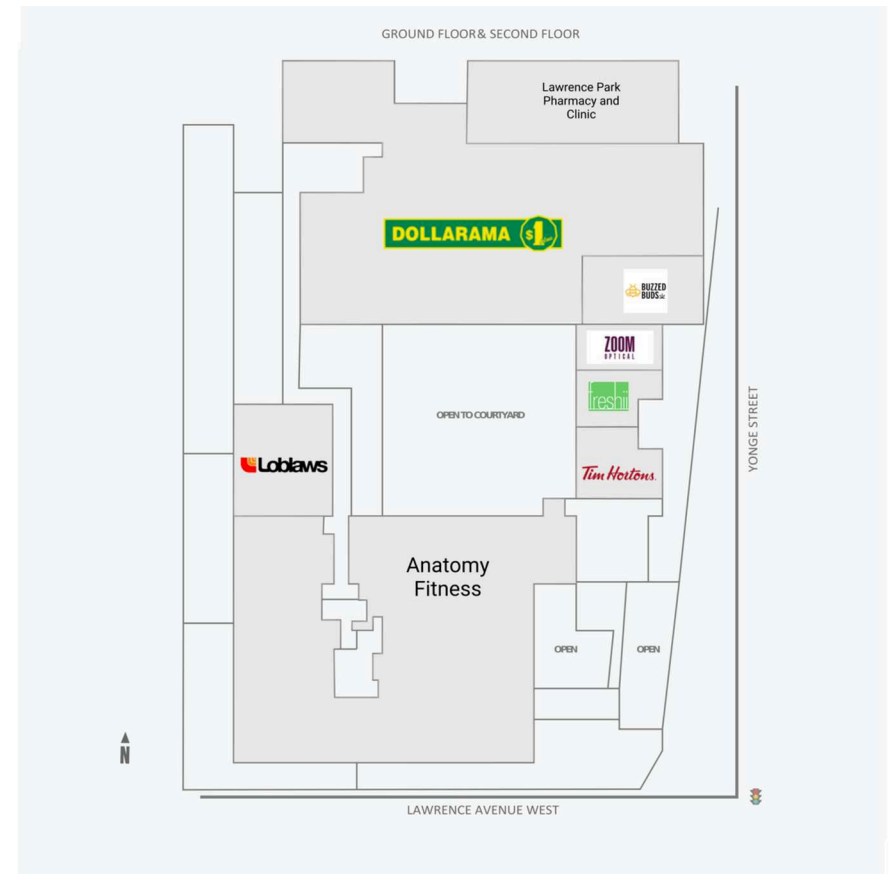 GROUND FLOOR & SECOND FLOOR
Lawrence Park
Pharmacy and
Clinic
DOLLARAMA $1
BUZZED
BUDS
ZOOM
OPTICAL
freshii
OPEN TO COURTYARD
YONGE STREET
Loblaws
Tim Hortons.
Anatomy
Fitness
OPEN
OPEN
N
LAWRENCE AVENUE WEST